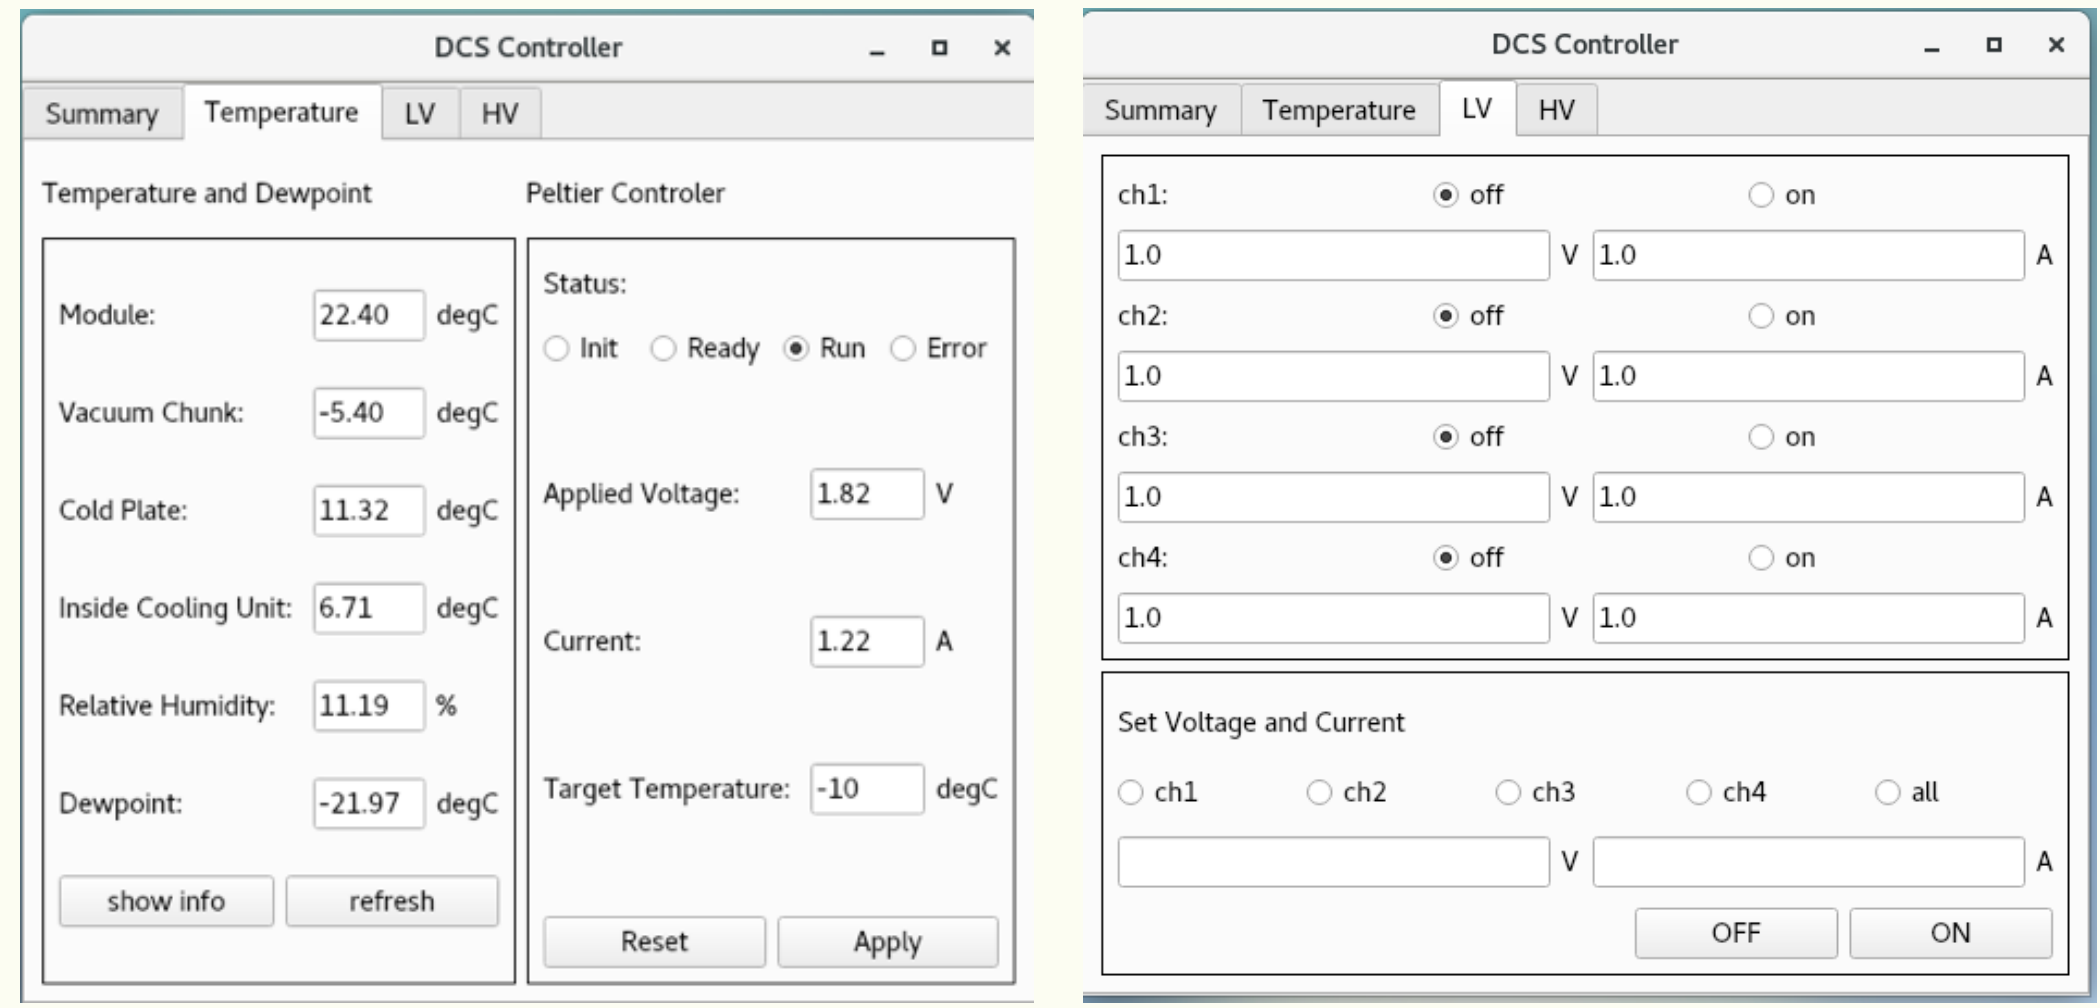 DCS Controller
Summary Temperature LV HV
Temperature and Dewpoint
Module: 22.40 degC
Vacuum Chunk: -5.40 degC
Cold Plate: 11.32 degC
Inside Cooling Unit: 6.71 degC
Relative Humidity: 11.19 %
Dewpoint: -21.97 degC
show info refresh
Peltier Controler
Status:
Init Ready Run Error
Applied Voltage: 1.82 V
Current: 1.22 A
Target Temperature: -10 degC
Reset Apply
DCS Controller
Summary Temperature LV HV
ch1: off on
1.0 V 1.0 A
ch2: off on
1.0 V 1.0 A
ch3: off on
1.0 V 1.0 A
ch4: off on
1.0 V 1.0 A
Set Voltage and Current
ch1 ch2 ch3 ch4 all
V A
OFF ON